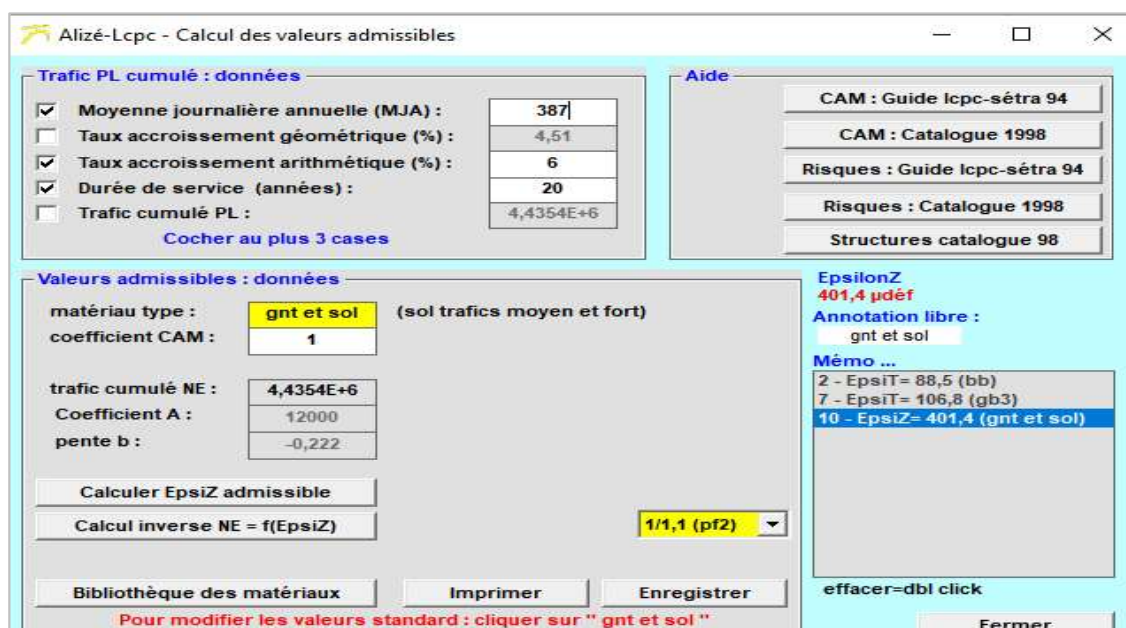 Alizé-Lcpc - Calcul des valeurs admissibles
Trafic PL cumulé : données
Moyenne journalière annuelle (MJA) : 387
Taux accroissement géométrique (%) : 4,51
Taux accroissement arithmétique (%) : 6
Durée de service (années) : 20
Trafic cumulé PL : 4,4354E+6
Cocher au plus 3 cases
Aide
CAM : Guide lcpc-sétra 94
CAM : Catalogue 1998
Risques : Guide lcpc-sétra 94
Risques : Catalogue 1998
Structures catalogue 98
Valeurs admissibles : données
matériau type : gnt et sol (sol trafics moyen et fort)
coefficient CAM : 1
trafic cumulé NE : 4,4354E+6
Coefficient A : 12000
pente b : -0,222
Calculer EpsiZ admissible
Calcul inverse NE = f(EpsiZ)
1/1,1 (pf2)
Bibliothèque des matériaux
Imprimer
Enregistrer
Pour modifier les valeurs standard : cliquer sur " gnt et sol "
EpsilonZ
401,4 µdéf
Annotation libre :
gnt et sol
Mémo ...
2 - EpsiT= 88,5 (bb)
7 - EpsiT= 106,8 (gb3)
10 - EpsiZ= 401,4 (gnt et sol)
effacer=dbl click
Fermer